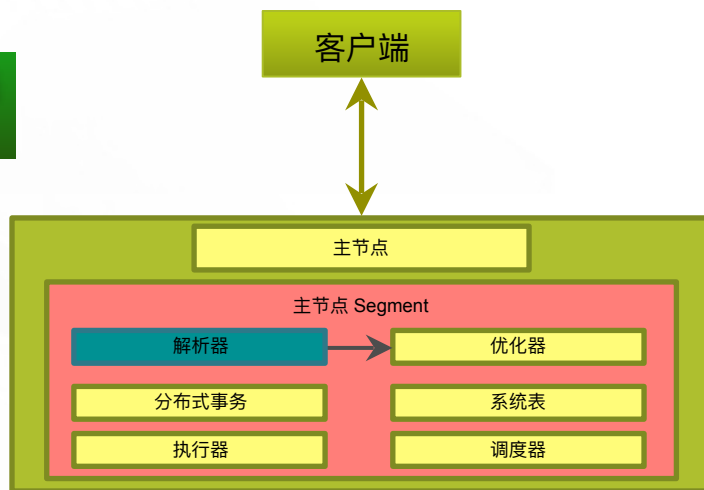 客户端
主节点
主节点 Segment
解析器
优化器
分布式事务
系统表
执行器
调度器